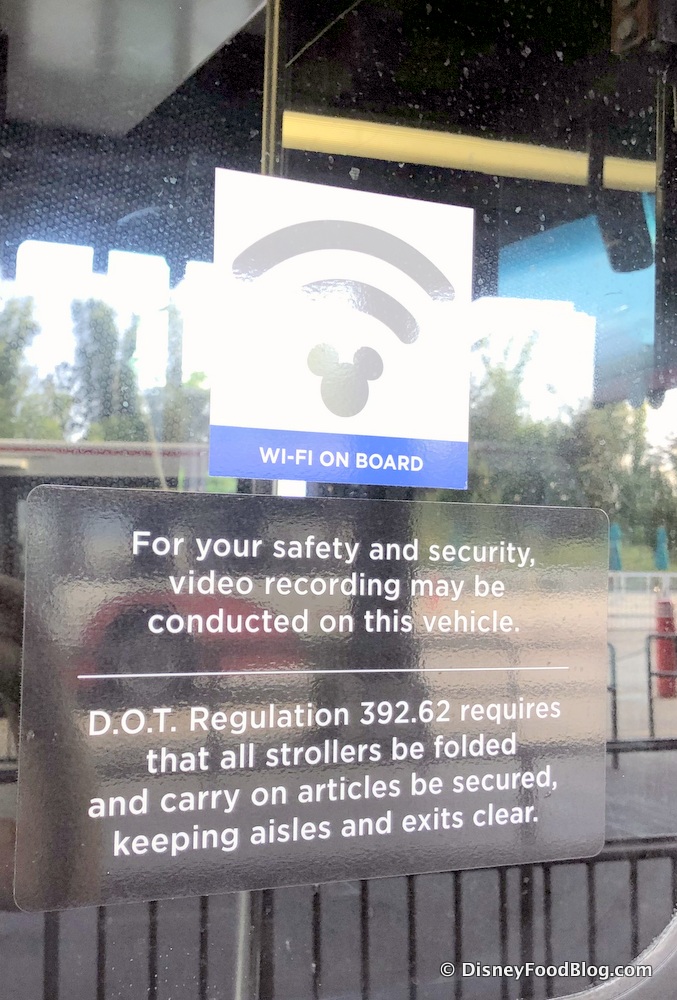 WI-FI ON BOARD
For your safety and security,
video recording may be
conducted on this vehicle.
D.O.T. Regulation 392.62 requires
that all strollers be folded
and carry on articles be secured,
keeping aisles and exits clear.
© DisneyFoodBlog.com